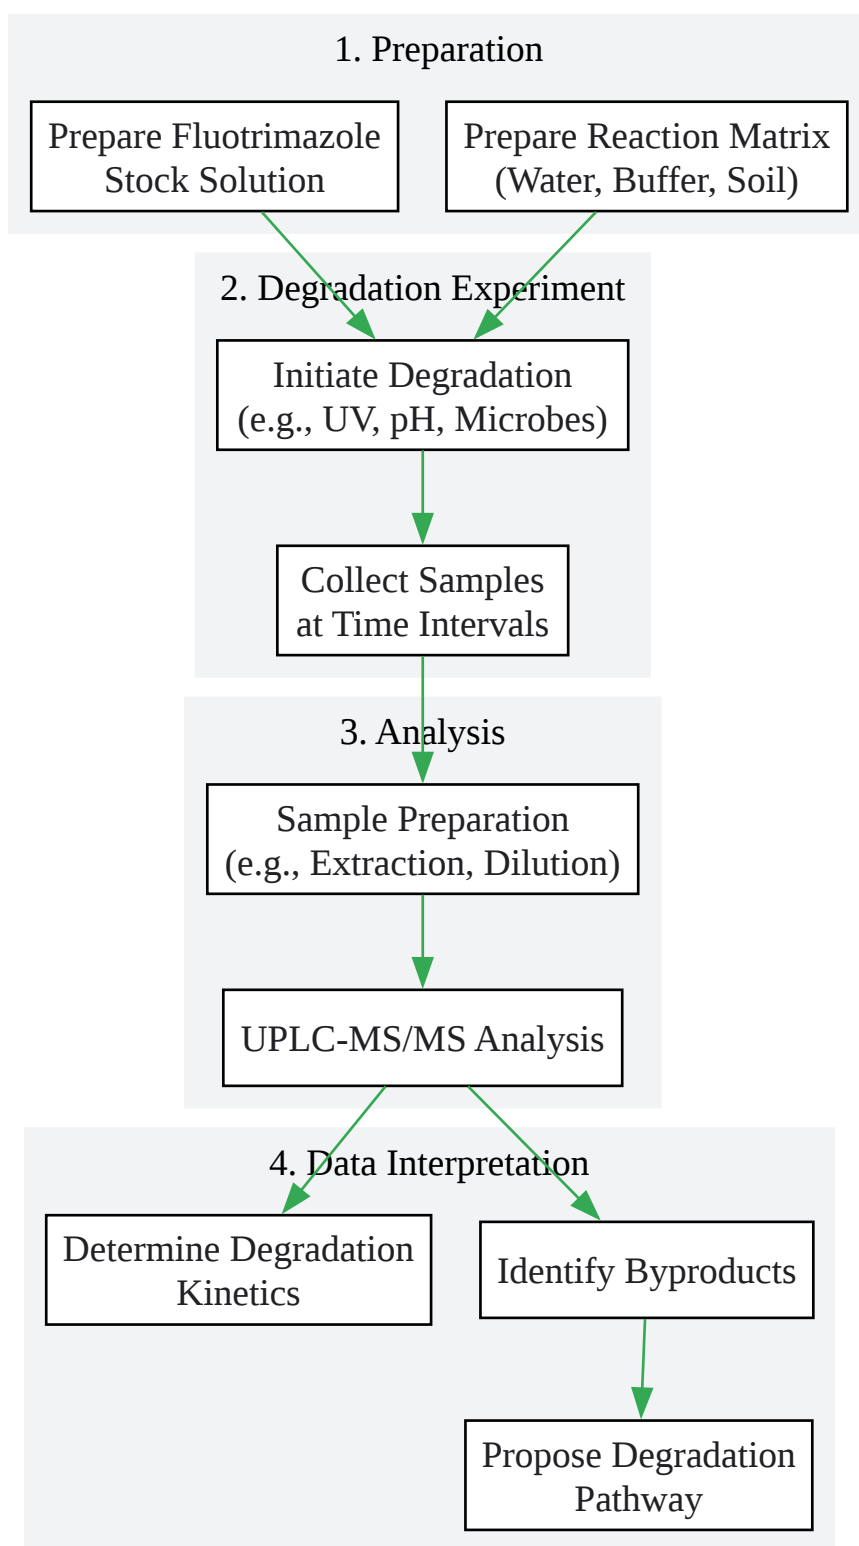 1. Preparation
Prepare Fluotrimazole
Stock Solution
Prepare Reaction Matrix
(Water, Buffer, Soil)
2. Degradation Experiment
Initiate Degradation
(e.g., UV, pH, Microbes)
Collect Samples
at Time Intervals
3. Analysis
Sample Preparation
(e.g., Extraction, Dilution)
UPLC-MS/MS Analysis
4. Data Interpretation
Determine Degradation
Kinetics
Identify Byproducts
Propose Degradation
Pathway